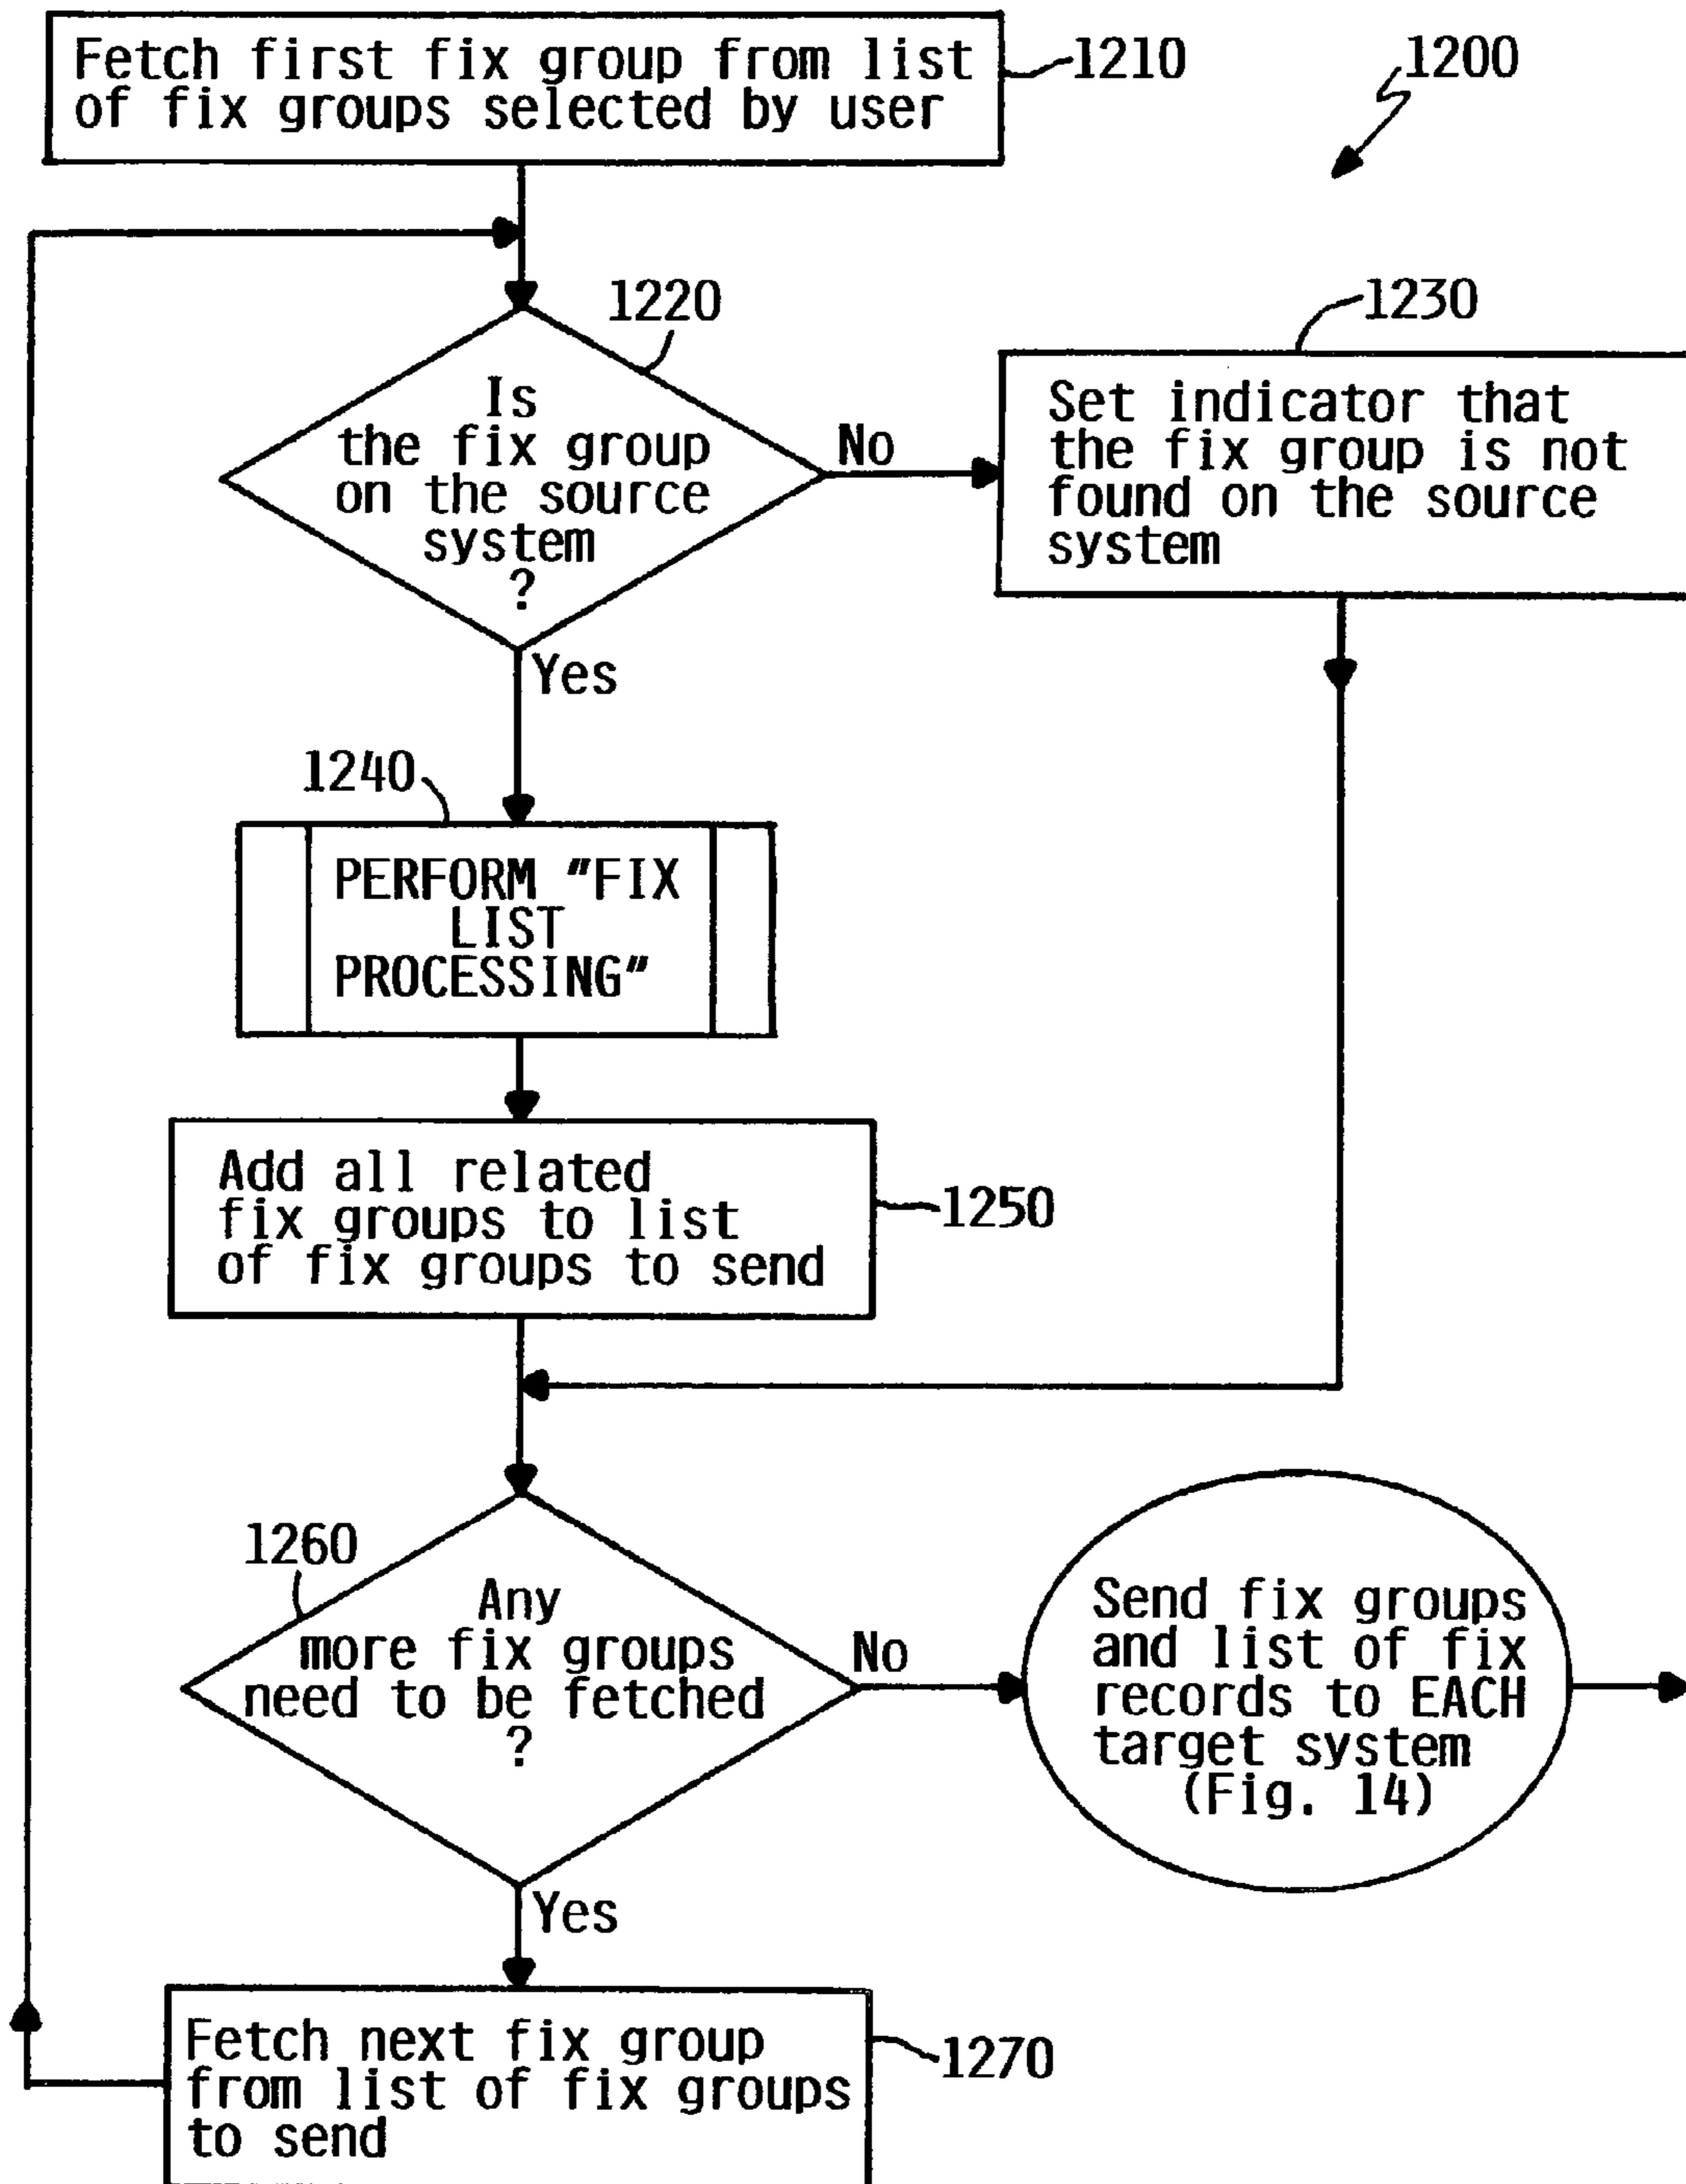 Fetch first fix group from list
of fix groups selected by user
1210
1200
1220
Is
the fix group
on the source
system
?
No
Yes
1230
Set indicator that
the fix group is not
found on the source
system
1240
PERFORM "FIX
LIST
PROCESSING"
Add all related
fix groups to list
of fix groups to send
1250
1260
Any
more fix groups
need to be fetched
?
No
Yes
Send fix groups
and list of fix
records to EACH
target system
(Fig. 14)
Fetch next fix group
from list of fix groups
to send
1270